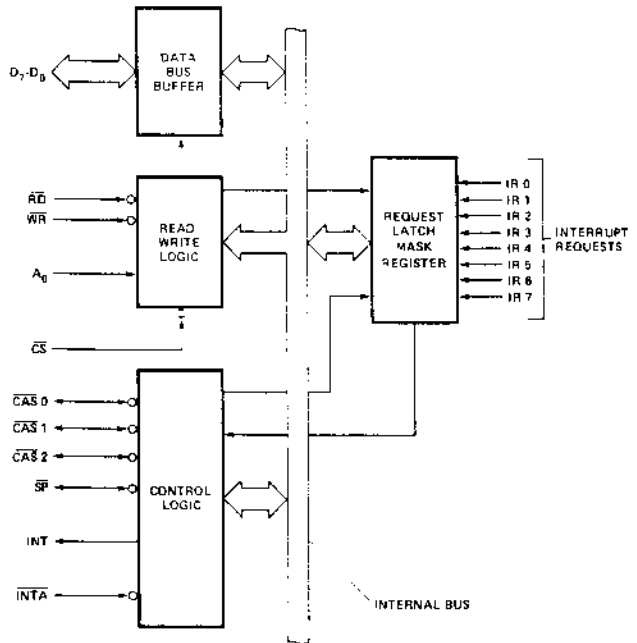 DATA
BUS
BUFFER
D7-D0
RD
WR
A0
CS
READ
WRITE
LOGIC
REQUEST
LATCH
MASK
REGISTER
IR 0
IR 1
IR 2
IR 3
IR 4
IR 5
IR 6
IR 7
INTERRUPT
REQUESTS
CAS 0
CAS 1
CAS 2
SP
INT
INTA
CONTROL
LOGIC
INTERNAL BUS